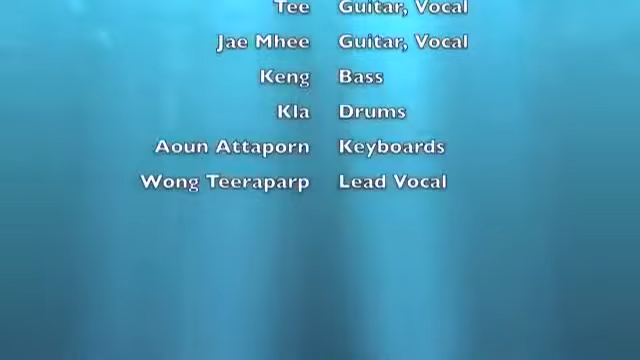 Tee Guitar, Vocal
Jae Mhee Guitar, Vocal
Keng Bass
Kla Drums
Aoun Attaporn Keyboards
Wong Teeraparp Lead Vocal